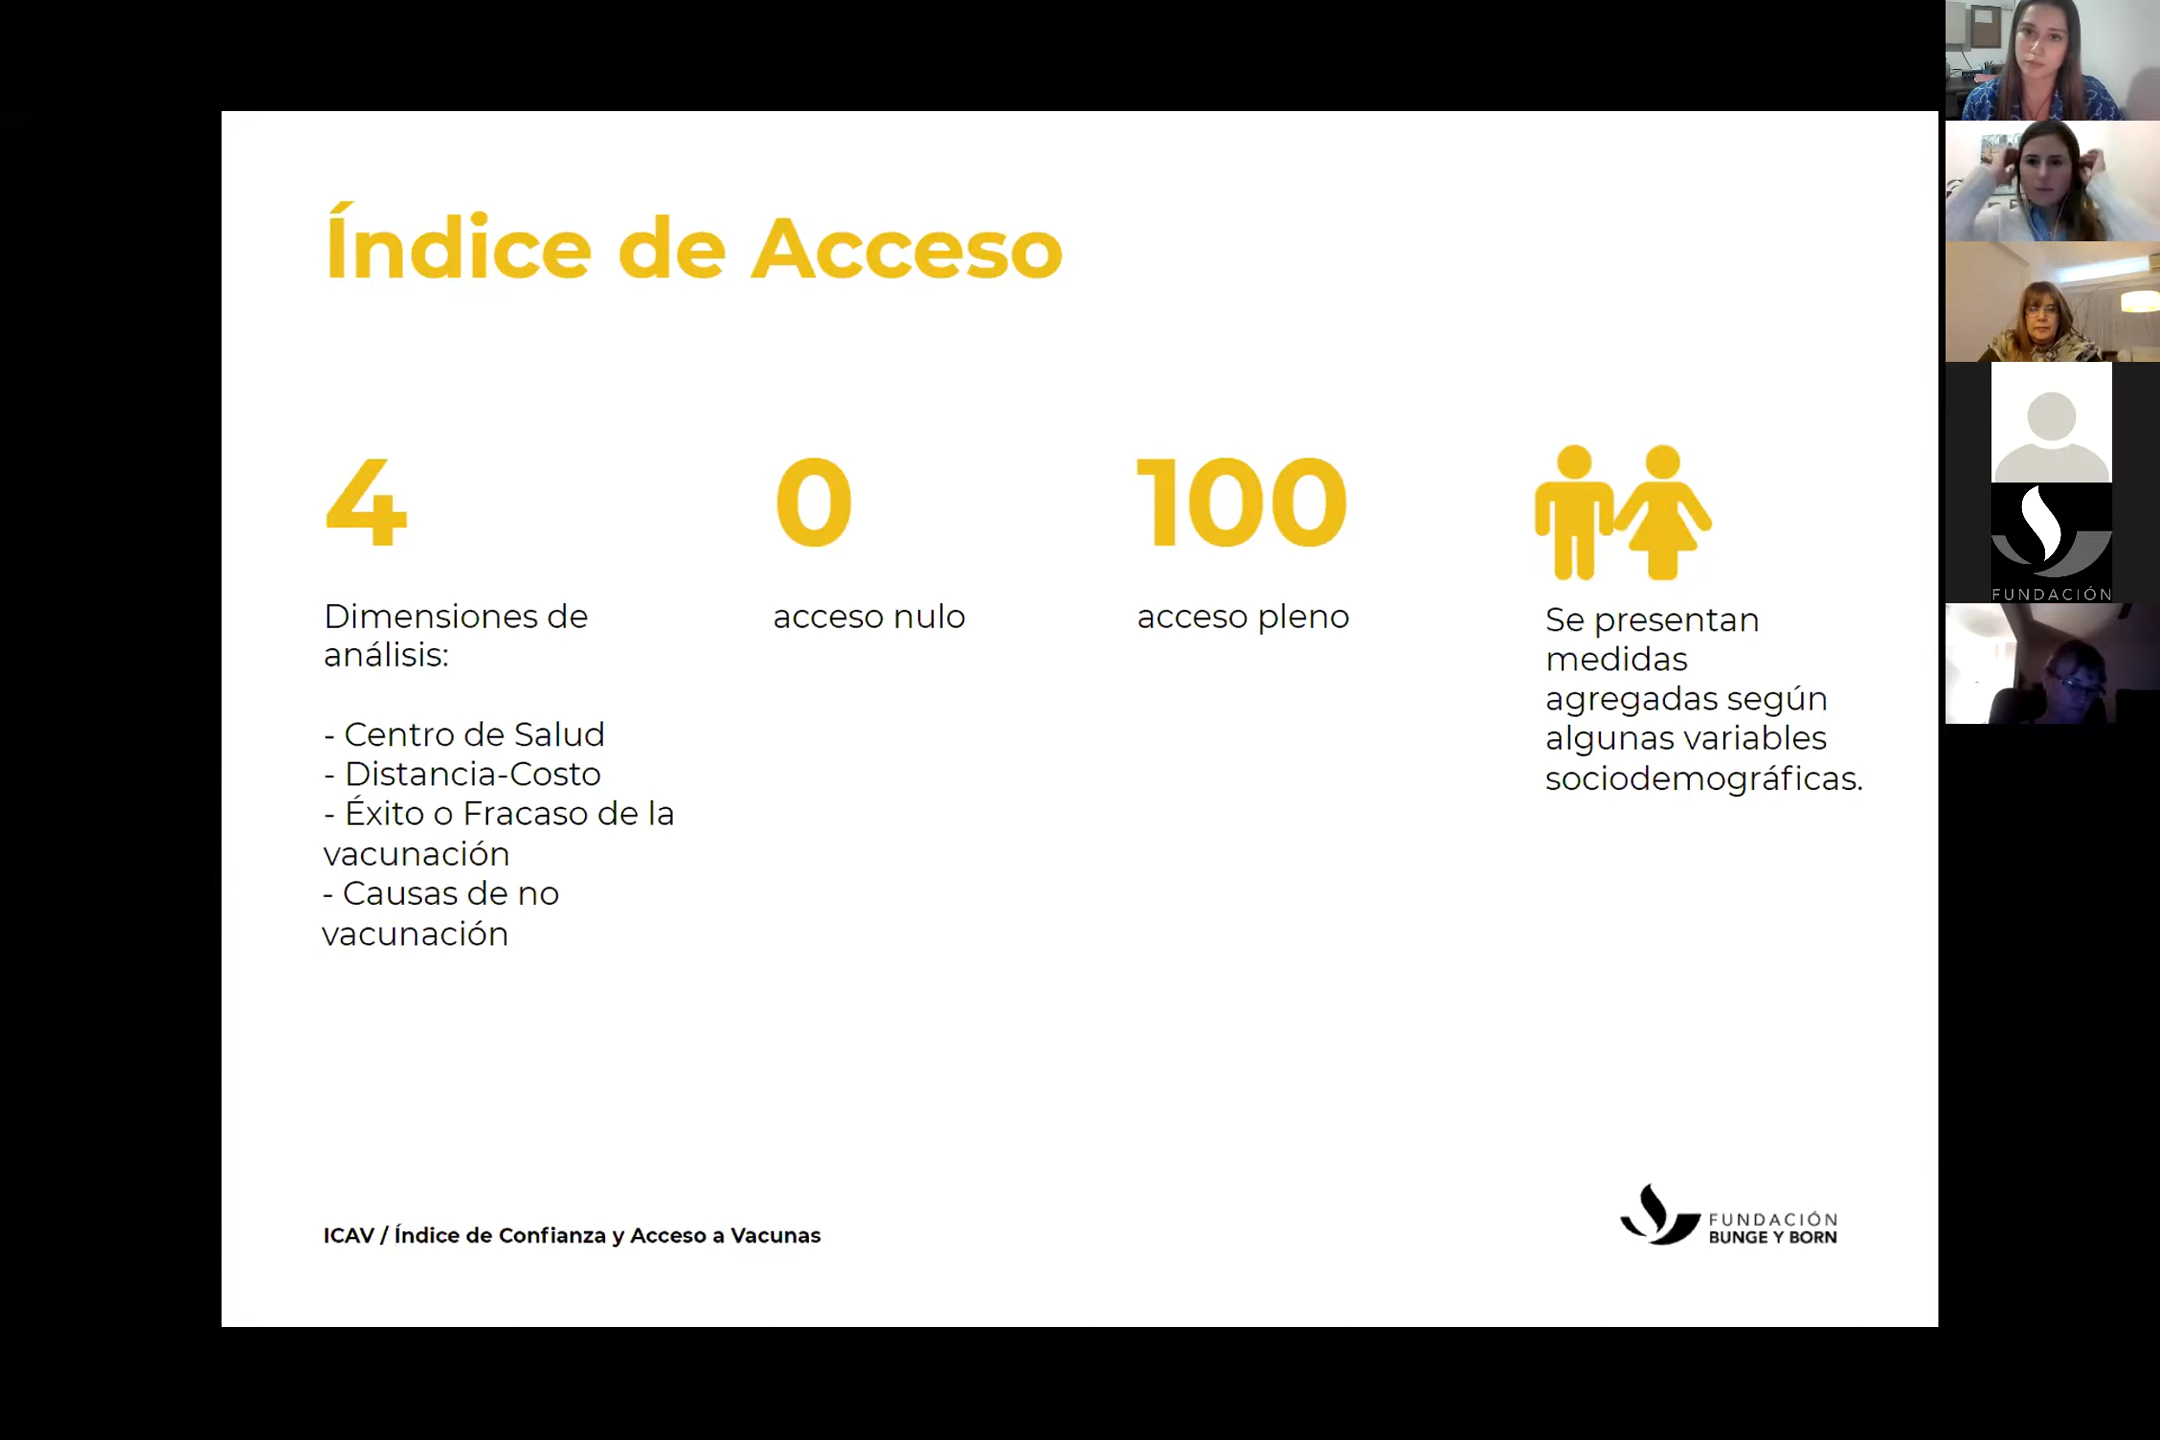 Índice de Acceso
4
Dimensiones de
análisis:
- Centro de Salud
- Distancia-Costo
- Éxito o Fracaso de la
vacunación
- Causas de no
vacunación
0
acceso nulo
100
acceso pleno
Se presentan
medidas
agregadas según
algunas variables
sociodemográficas.
ICAV / Índice de Confianza y Acceso a Vacunas
FUNDACIÓN
BUNGE Y BORN
FUNDACIÓN